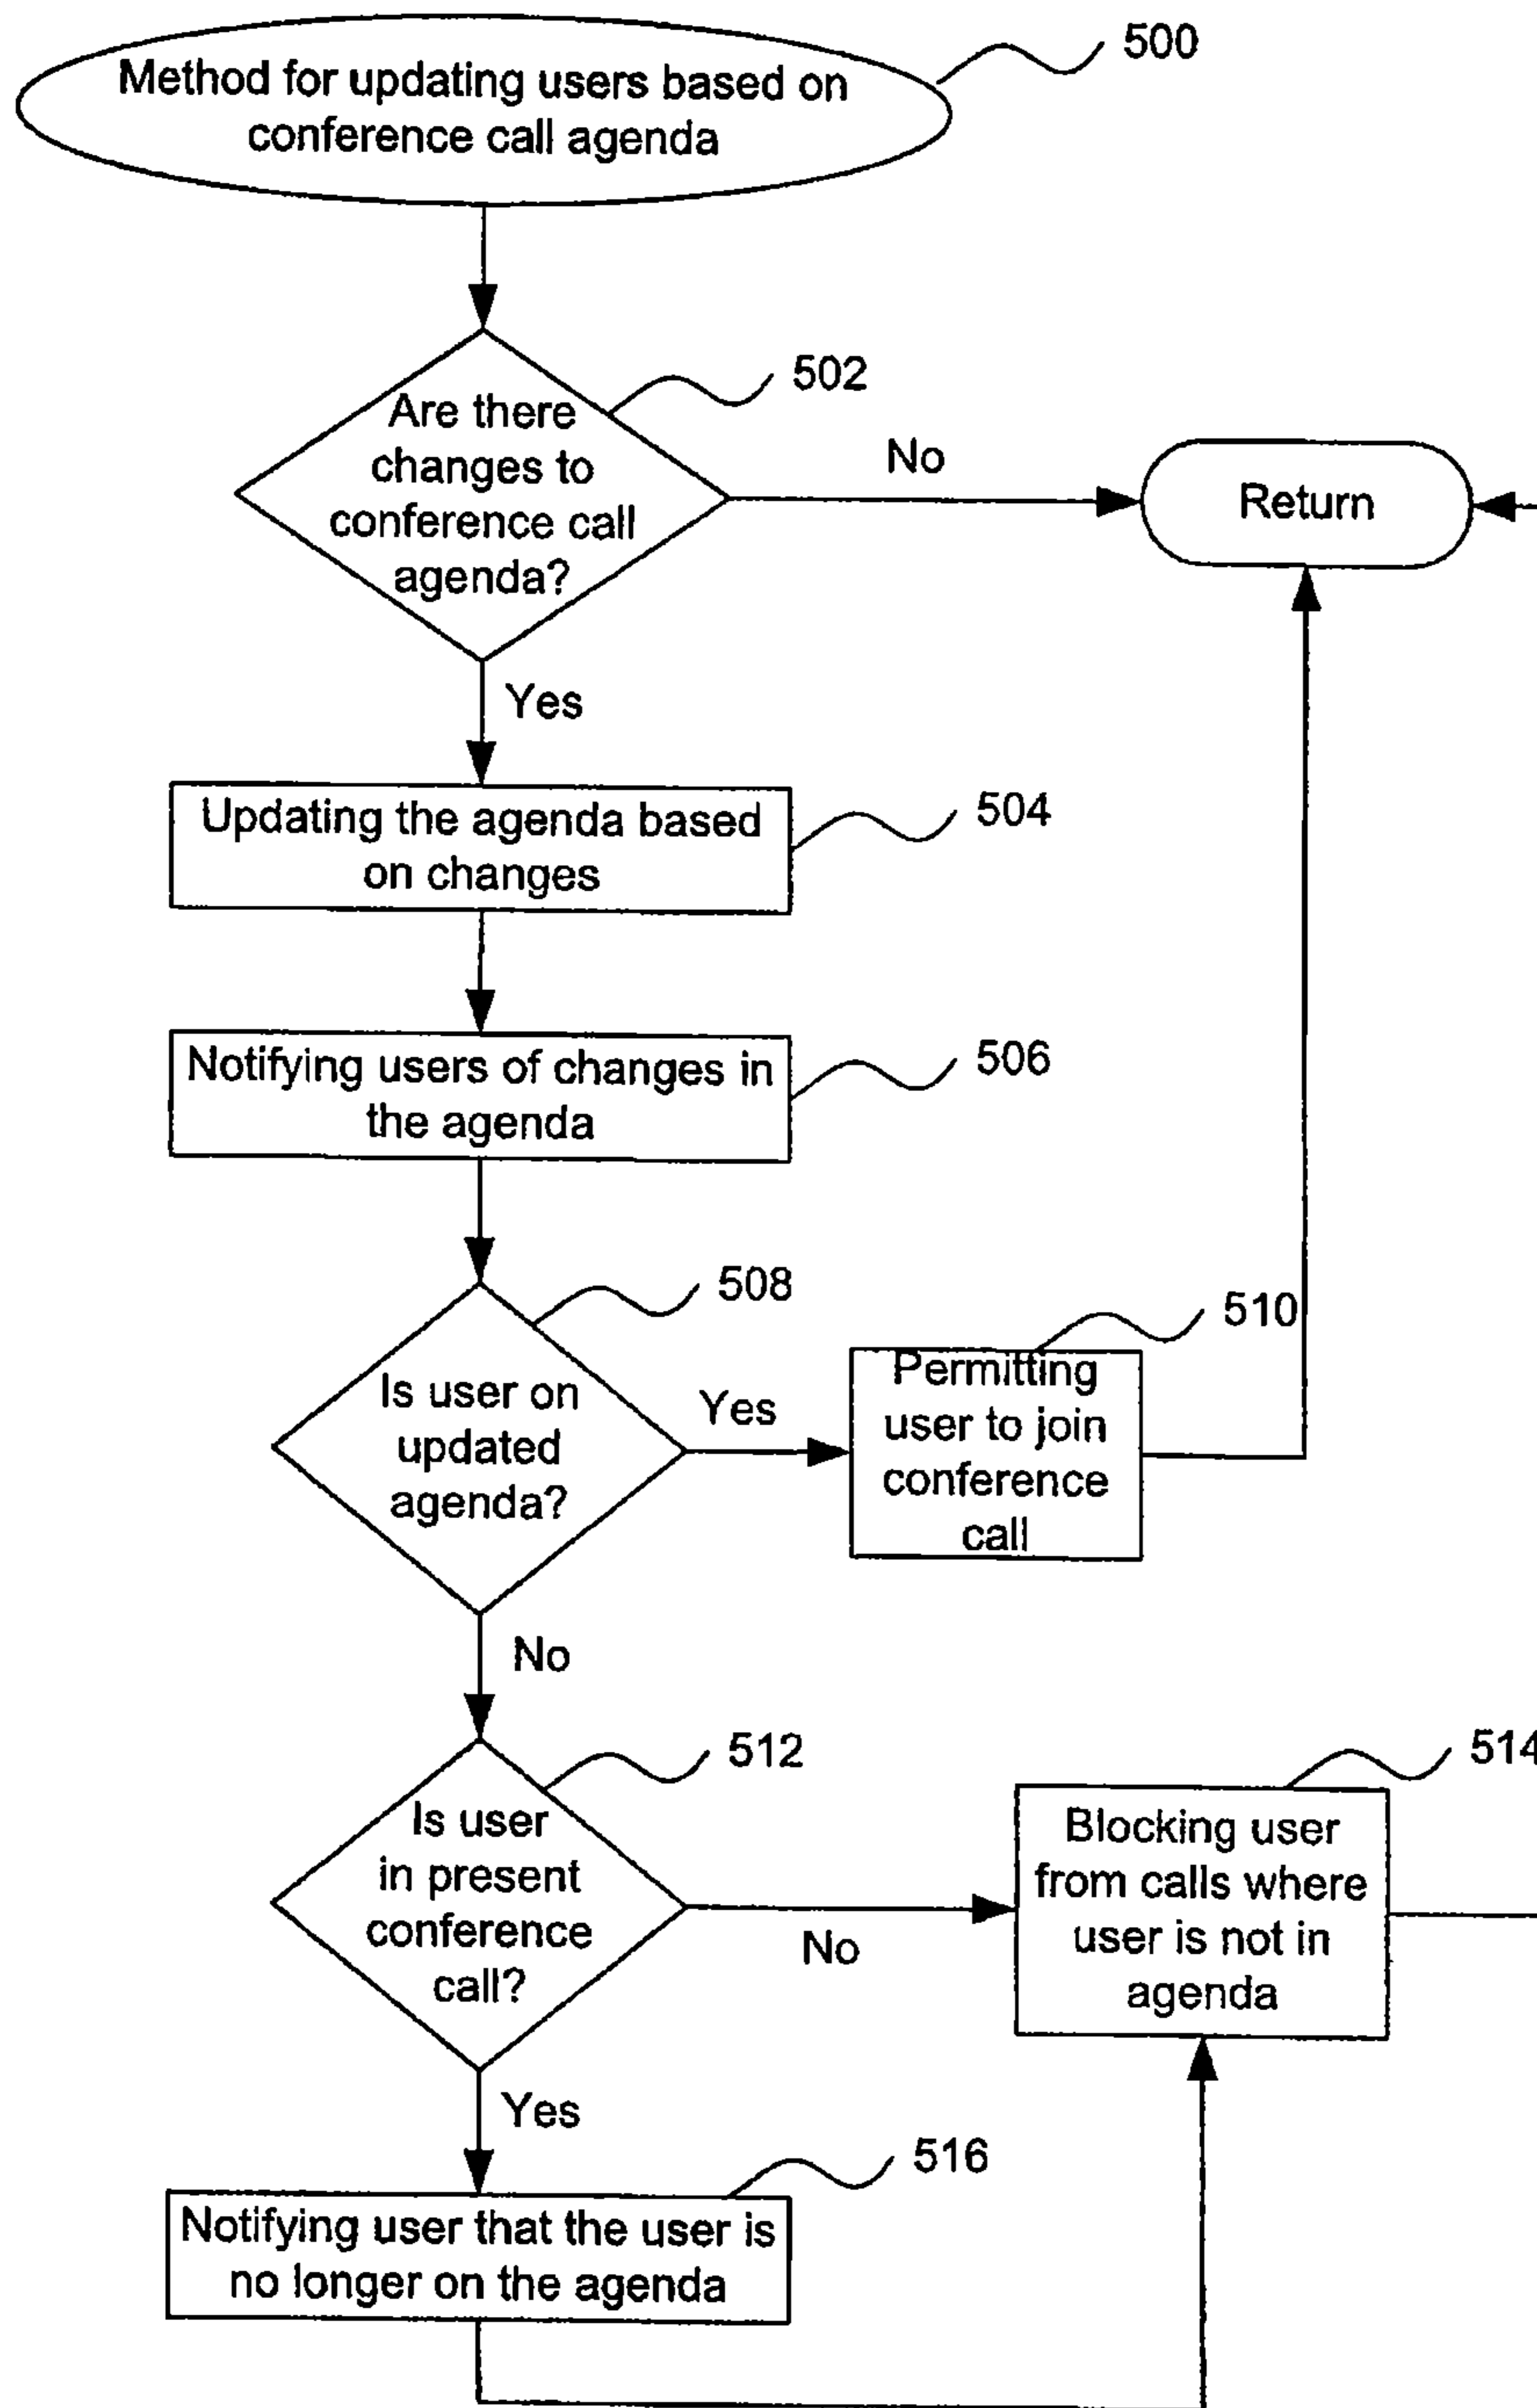 500
Method for updating users based on
conference call agenda
502
Are there
changes to
conference call
agenda?
No
Return
Yes
504
Updating the agenda based
on changes
506
Notifying users of changes in
the agenda
508
Is user on
updated
agenda?
Yes
510
Permitting
user to join
conference
call
No
512
Is user
in present
conference
call?
No
514
Blocking user
from calls where
user is not in
agenda
Yes
516
Notifying user that the user is
no longer on the agenda